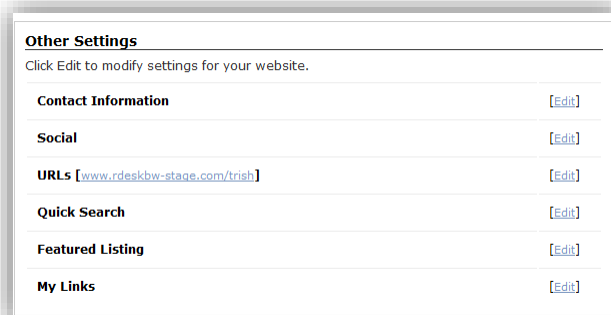 Other Settings
Click Edit to modify settings for your website.
Contact Information [Edit]
Social [Edit]
URLs [www.rdeskbw-stage.com/trish] [Edit]
Quick Search [Edit]
Featured Listing [Edit]
My Links [Edit]